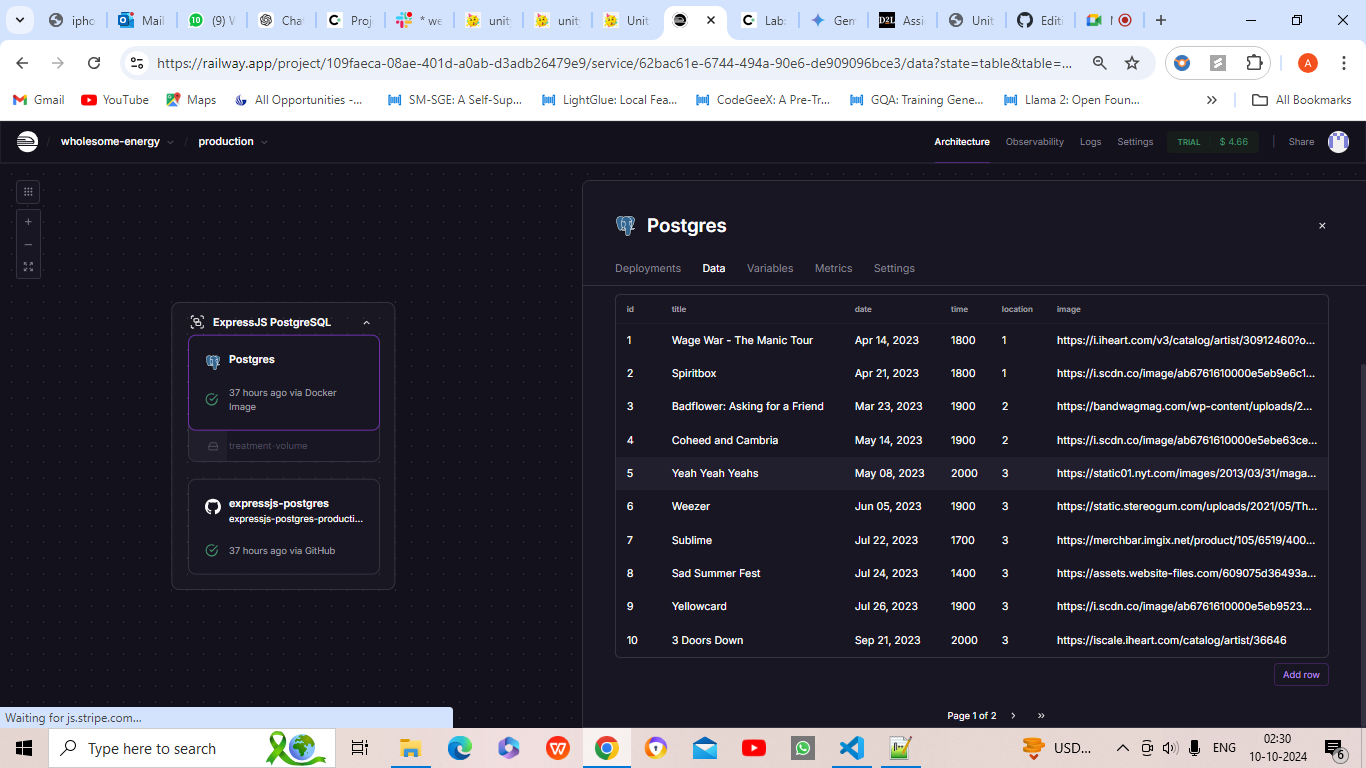 ipho
Mail
10
(9) V
Chat
Proj
* we
unit
unit
Unit
Lab
Gen
D2L
Assi
Unit
Editi
https://railway.app/project/109faeca-08ae-401d-a0ab-d3adb26479e9/service/62bac61e-6744-494a-90e6-de909096bce3/data?state=table&table=...
A
Gmail
YouTube
Maps
All Opportunities -...
SM-SGE: A Self-Sup...
LightGlue: Local Fea...
CodeGeeX: A Pre-Tr...
GQA: Training Gene...
Llama 2: Open Foun...
All Bookmarks
wholesome-energy / production
Architecture
Observability
Logs
Settings
TRIAL $ 4.66
Share
ExpressJS PostgreSQL
Postgres
37 hours ago via Docker
Image
treatment-volume
expressjs-postgres
expressjs-postgres-producti...
37 hours ago via GitHub
Postgres
Deployments Data Variables Metrics Settings
id title date time location image
1 Wage War - The Manic Tour Apr 14, 2023 1800 1 https://i.iheart.com/v3/catalog/artist/30912460?o...
2 Spiritbox Apr 21, 2023 1800 1 https://i.scdn.co/image/ab6761610000e5eb9e6c1...
3 Badflower: Asking for a Friend Mar 23, 2023 1900 2 https://bandwagmag.com/wp-content/uploads/2...
4 Coheed and Cambria May 14, 2023 1900 2 https://i.scdn.co/image/ab6761610000e5ebe63ce...
5 Yeah Yeah Yeahs May 08, 2023 2000 3 https://static01.nyt.com/images/2013/03/31/maga...
6 Weezer Jun 05, 2023 1900 3 https://static.stereogum.com/uploads/2021/05/Th...
7 Sublime Jul 22, 2023 1700 3 https://merchbar.imgix.net/product/105/6519/400...
8 Sad Summer Fest Jul 24, 2023 1400 3 https://assets.website-files.com/609075d36493a...
9 Yellowcard Jul 26, 2023 1900 3 https://i.scdn.co/image/ab6761610000e5eb9523...
10 3 Doors Down Sep 21, 2023 2000 3 https://iscale.iheart.com/catalog/artist/36646
Add row
Page 1 of 2
Waiting for js.stripe.com...
Type here to search
USD...
ENG
02:30
10-10-2024
6